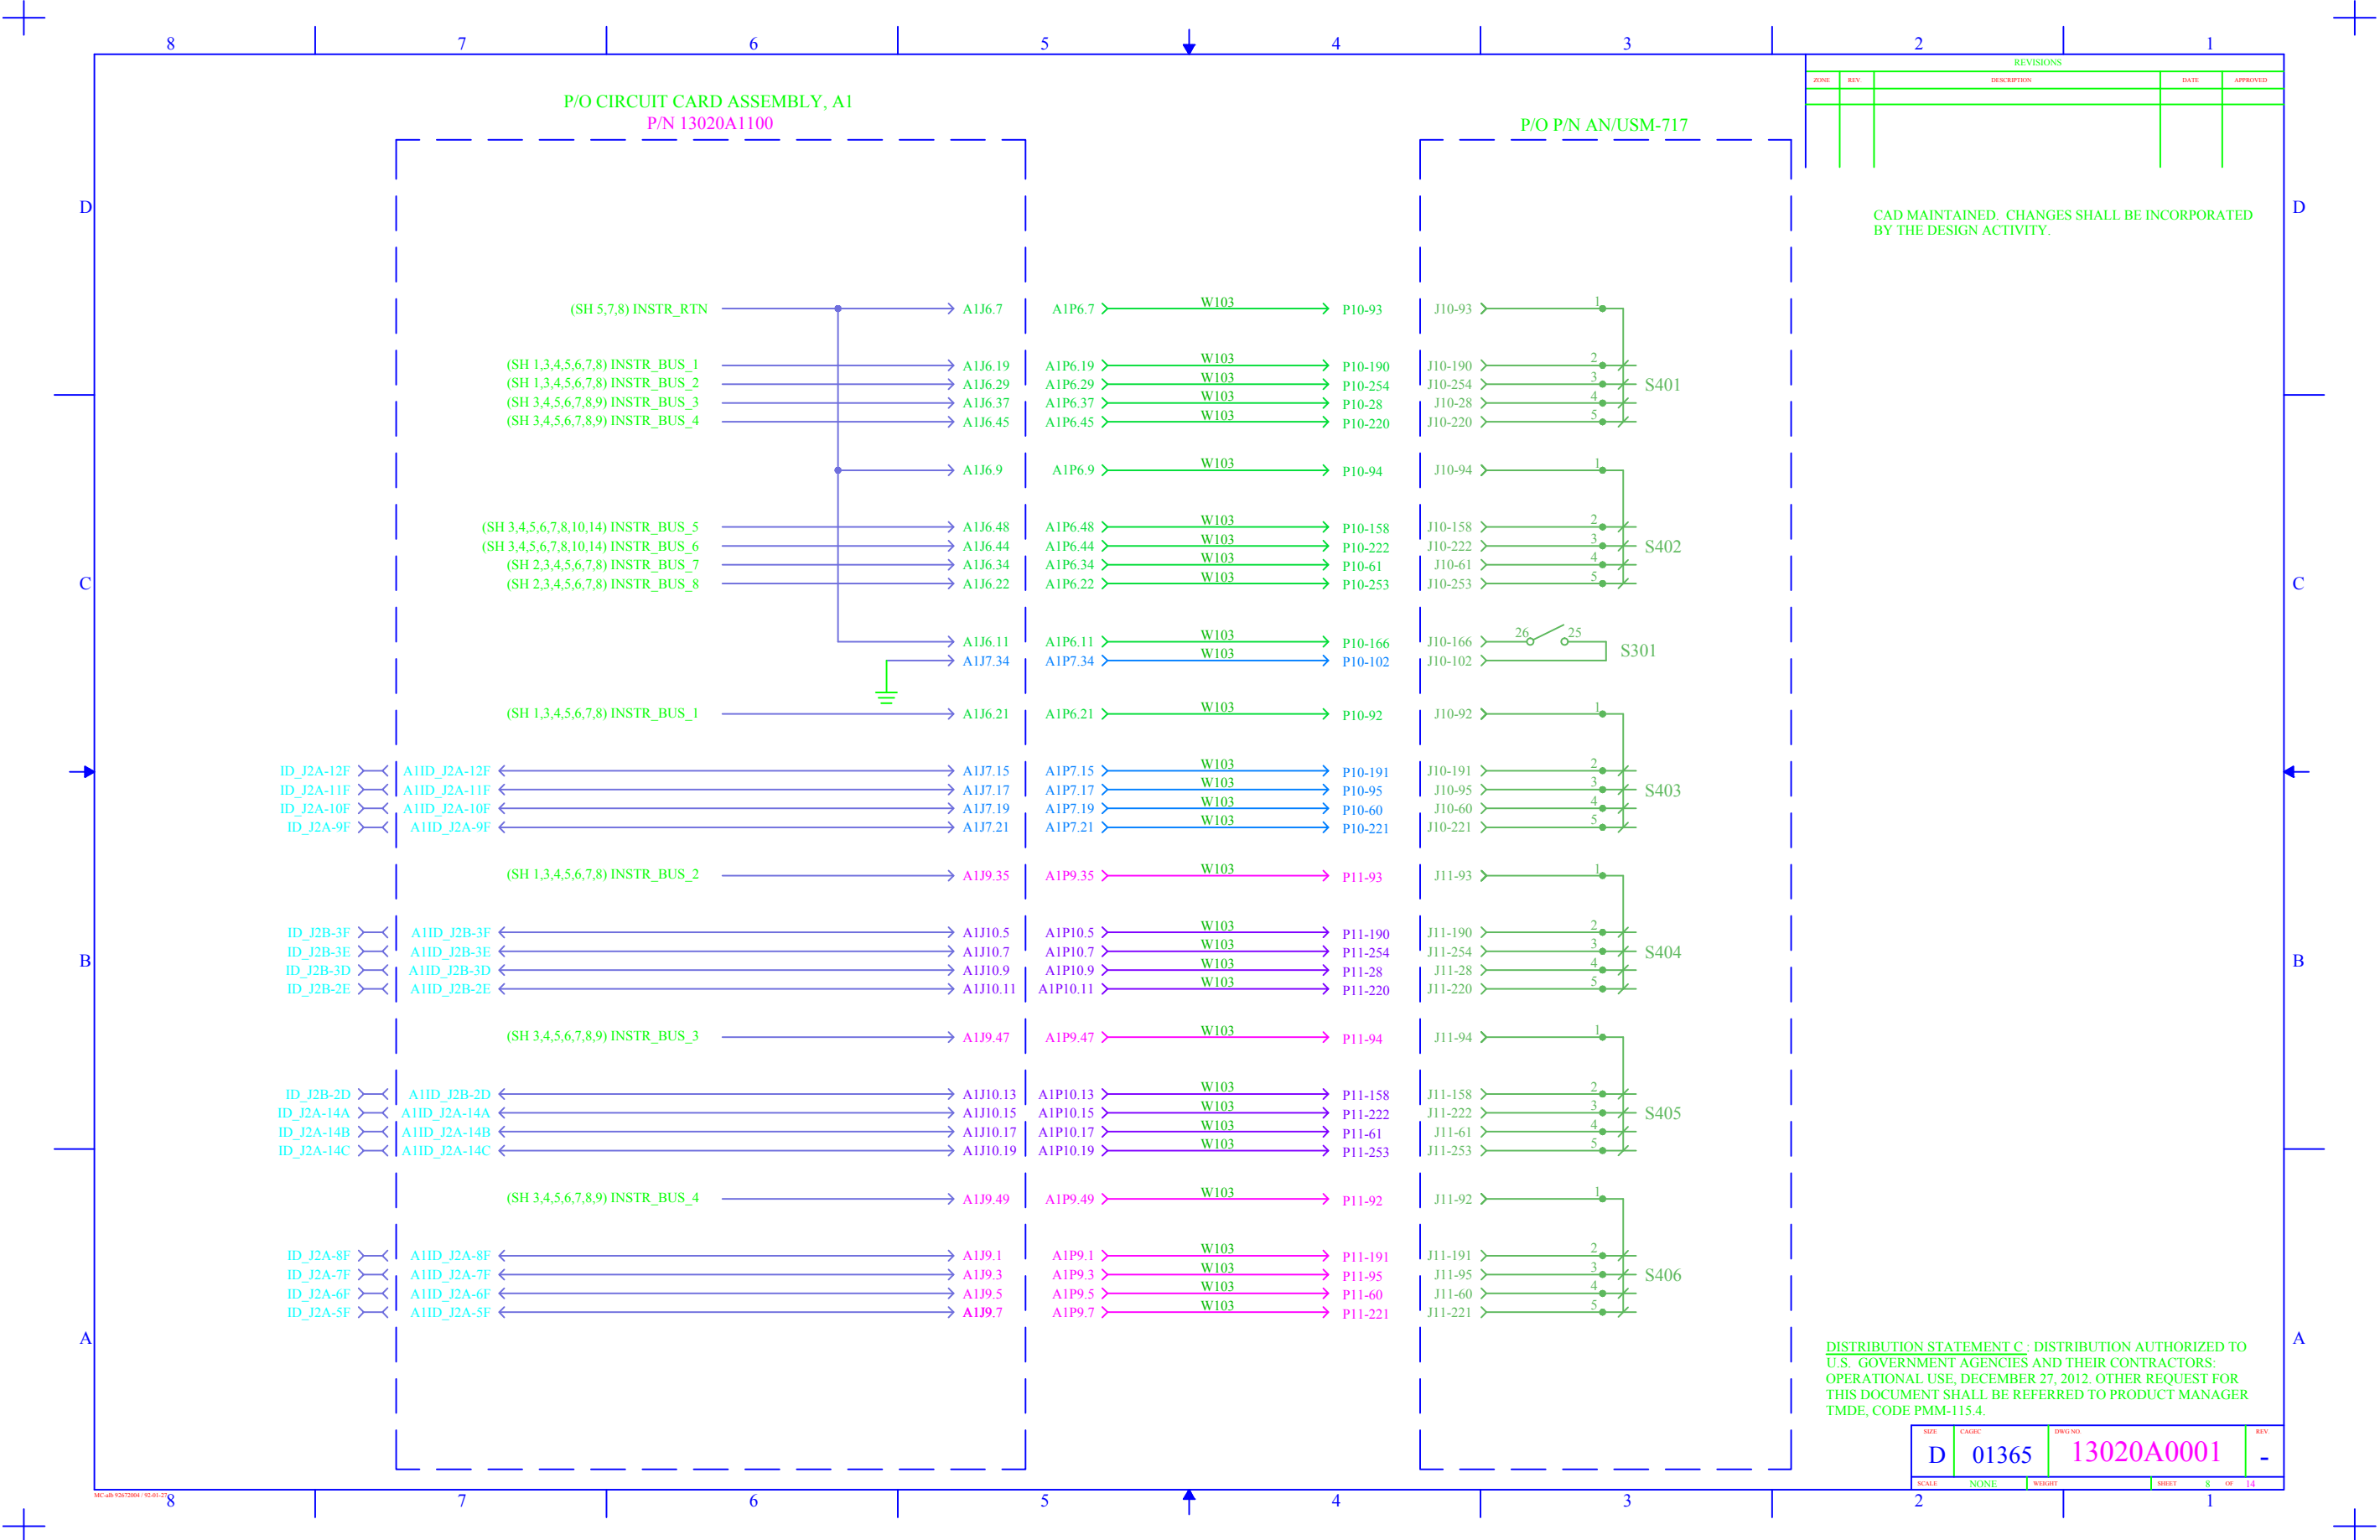 8 7 6 5 4 3 2 1
REVISIONS
ZONE REV DESCRIPTION DATE APPROVED
P/O CIRCUIT CARD ASSEMBLY, A1
P/N 13020A1100
P/O P/N AN/USM-717
D D
CAD MAINTAINED. CHANGES SHALL BE INCORPORATED
BY THE DESIGN ACTIVITY.
(SH 5,7,8) INSTR_RTN A1J6.7 A1P6.7 W103 P10-93 J10-93 1
(SH 1,3,4,5,6,7,8) INSTR_BUS_1 A1J6.19 A1P6.19 W103 P10-190 J10-190 2
(SH 1,3,4,5,6,7,8) INSTR_BUS_2 A1J6.29 A1P6.29 W103 P10-254 J10-254 3 S401
(SH 3,4,5,6,7,8,9) INSTR_BUS_3 A1J6.37 A1P6.37 W103 P10-28 J10-28 4
(SH 3,4,5,6,7,8,9) INSTR_BUS_4 A1J6.45 A1P6.45 W103 P10-220 J10-220 5
A1J6.9 A1P6.9 W103 P10-94 J10-94 1
(SH 3,4,5,6,7,8,10,14) INSTR_BUS_5 A1J6.48 A1P6.48 W103 P10-158 J10-158 2
(SH 3,4,5,6,7,8,10,14) INSTR_BUS_6 A1J6.44 A1P6.44 W103 P10-222 J10-222 3 S402
(SH 2,3,4,5,6,7,8) INSTR_BUS_7 A1J6.34 A1P6.34 W103 P10-61 J10-61 4
(SH 2,3,4,5,6,7,8) INSTR_BUS_8 A1J6.22 A1P6.22 W103 P10-253 J10-253 5
C C
A1J6.11 A1P6.11 W103 P10-166 J10-166 26 25 S301
A1J7.34 A1P7.34 W103 P10-102 J10-102
(SH 1,3,4,5,6,7,8) INSTR_BUS_1 A1J6.21 A1P6.21 W103 P10-92 J10-92 1
ID_J2A-12F A1ID_J2A-12F A1J7.15 A1P7.15 W103 P10-191 J10-191 2
ID_J2A-11F A1ID_J2A-11F A1J7.17 A1P7.17 W103 P10-95 J10-95 3 S403
ID_J2A-10F A1ID_J2A-10F A1J7.19 A1P7.19 W103 P10-60 J10-60 4
ID_J2A-9F A1ID_J2A-9F A1J7.21 A1P7.21 W103 P10-221 J10-221 5
(SH 1,3,4,5,6,7,8) INSTR_BUS_2 A1J9.35 A1P9.35 W103 P11-93 J11-93 1
ID_J2B-3F A1ID_J2B-3F A1J10.5 A1P10.5 W103 P11-190 J11-190 2
ID_J2B-3E A1ID_J2B-3E A1J10.7 A1P10.7 W103 P11-254 J11-254 3 S404
B B
ID_J2B-3D A1ID_J2B-3D A1J10.9 A1P10.9 W103 P11-28 J11-28 4
ID_J2B-2E A1ID_J2B-2E A1J10.11 A1P10.11 W103 P11-220 J11-220 5
(SH 3,4,5,6,7,8,9) INSTR_BUS_3 A1J9.47 A1P9.47 W103 P11-94 J11-94 1
ID_J2B-2D A1ID_J2B-2D A1J10.13 A1P10.13 W103 P11-158 J11-158 2
ID_J2A-14A A1ID_J2A-14A A1J10.15 A1P10.15 W103 P11-222 J11-222 3 S405
ID_J2A-14B A1ID_J2A-14B A1J10.17 A1P10.17 W103 P11-61 J11-61 4
ID_J2A-14C A1ID_J2A-14C A1J10.19 A1P10.19 W103 P11-253 J11-253 5
(SH 3,4,5,6,7,8,9) INSTR_BUS_4 A1J9.49 A1P9.49 W103 P11-92 J11-92 1
ID_J2A-8F A1ID_J2A-8F A1J9.1 A1P9.1 W103 P11-191 J11-191 2
ID_J2A-7F A1ID_J2A-7F A1J9.3 A1P9.3 W103 P11-95 J11-95 3 S406
ID_J2A-6F A1ID_J2A-6F A1J9.5 A1P9.5 W103 P11-60 J11-60 4
ID_J2A-5F A1ID_J2A-5F A1J9.7 A1P9.7 W103 P11-221 J11-221 5
A A
DISTRIBUTION STATEMENT C : DISTRIBUTION AUTHORIZED TO
U.S. GOVERNMENT AGENCIES AND THEIR CONTRACTORS:
OPERATIONAL USE, DECEMBER 27, 2012. OTHER REQUEST FOR
THIS DOCUMENT SHALL BE REFERRED TO PRODUCT MANAGER
TMDE, CODE PMM-115.4.
SIZE CAGEC DWG NO. REV
D 01365 13020A0001 -
SCALE NONE WEIGHT SHEET 8 OF 14
MC-afb 92672004 / 92-01-27
8 7 6 5 4 3 2 1